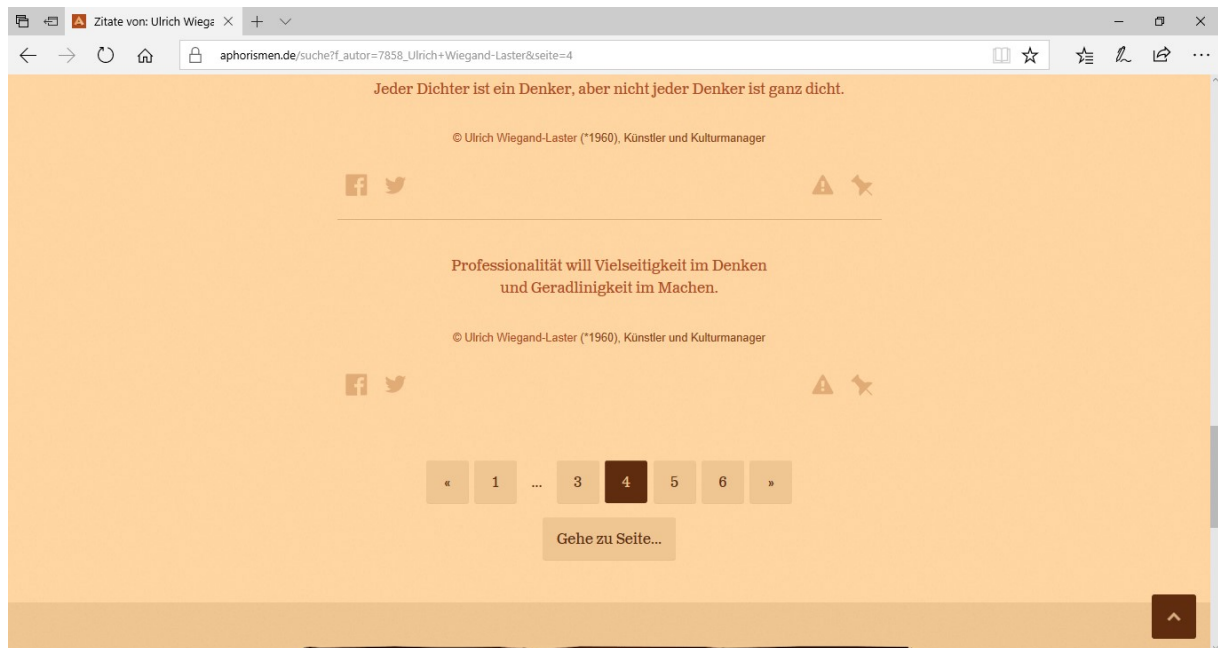 Zitate von: Ulrich Wiega
aphorismen.de/suche?f_autor=7858_Ulrich+Wiegand-Laster&seite=4
Jeder Dichter ist ein Denker, aber nicht jeder Denker ist ganz dicht.
© Ulrich Wiegand-Laster (*1960), Künstler und Kulturmanager
Professionalität will Vielseitigkeit im Denken
und Geradlinigkeit im Machen.
© Ulrich Wiegand-Laster (*1960), Künstler und Kulturmanager
« 1 ... 3 4 5 6 »
Gehe zu Seite...